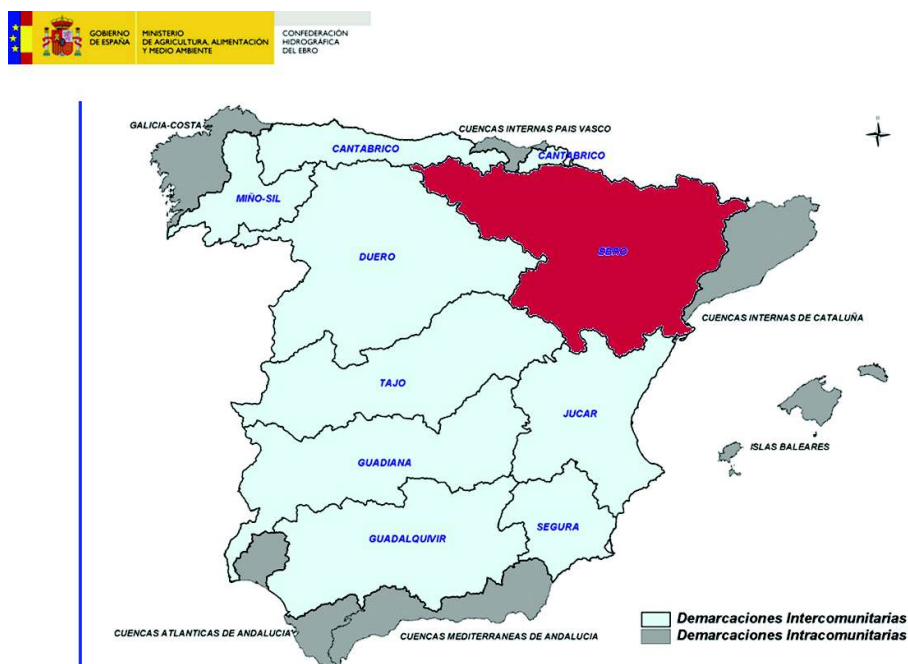 GOBIERNO
DE ESPAÑA
MINISTERIO
DE AGRICULTURA, ALIMENTACIÓN
Y MEDIO AMBIENTE
CONFEDERACIÓN
HIDROGRÁFICA
DEL EBRO
GALICIA-COSTA
CUENCAS INTERNAS PAIS VASCO
CANTABRICO
CANTABRICO
MIÑO-SIL
DUERO
EBRO
CUENCAS INTERNAS DE CATALUÑA
TAJO
JUCAR
ISLAS BALEARES
GUADIANA
SEGURA
GUADALQUIVIR
CUENCAS ATLANTICAS DE ANDALUCIA
CUENCAS MEDITERRANEAS DE ANDALUCIA
Demarcaciones Intercomunitarias
Demarcaciones Intracomunitarias